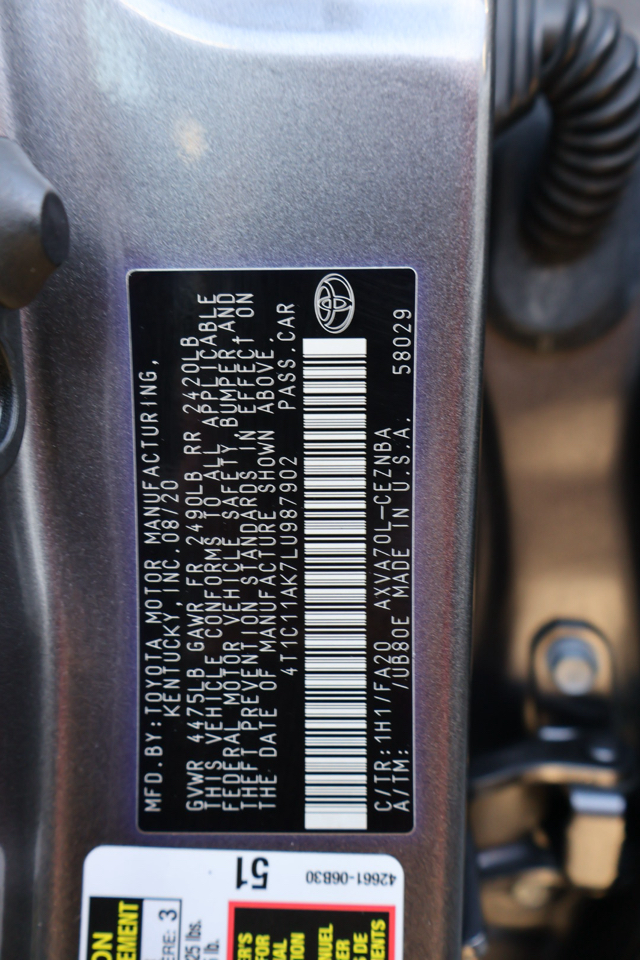 MFD.BY:TOYOTA MOTOR MANUFACTURING,
KENTUCKY, INC. 08/20
GVWR 4475LB GAWR FR 2490LB RR 2420LB
THIS VEHICLE CONFORMS TO ALL APPLICABLE
FEDERAL MOTOR VEHICLE SAFETY, BUMPER AND
THEFT PREVENTION STANDARDS IN EFFECT ON
THE DATE OF MANUFACTURE SHOWN ABOVE.
4T1C11AK7LU987902 PASS. CAR
C/TR:1H1/FA20 AXVA70L-CEZNBA
A/TM: /UB80E MADE IN U.S.A. 58029
51
42661-06B30
3